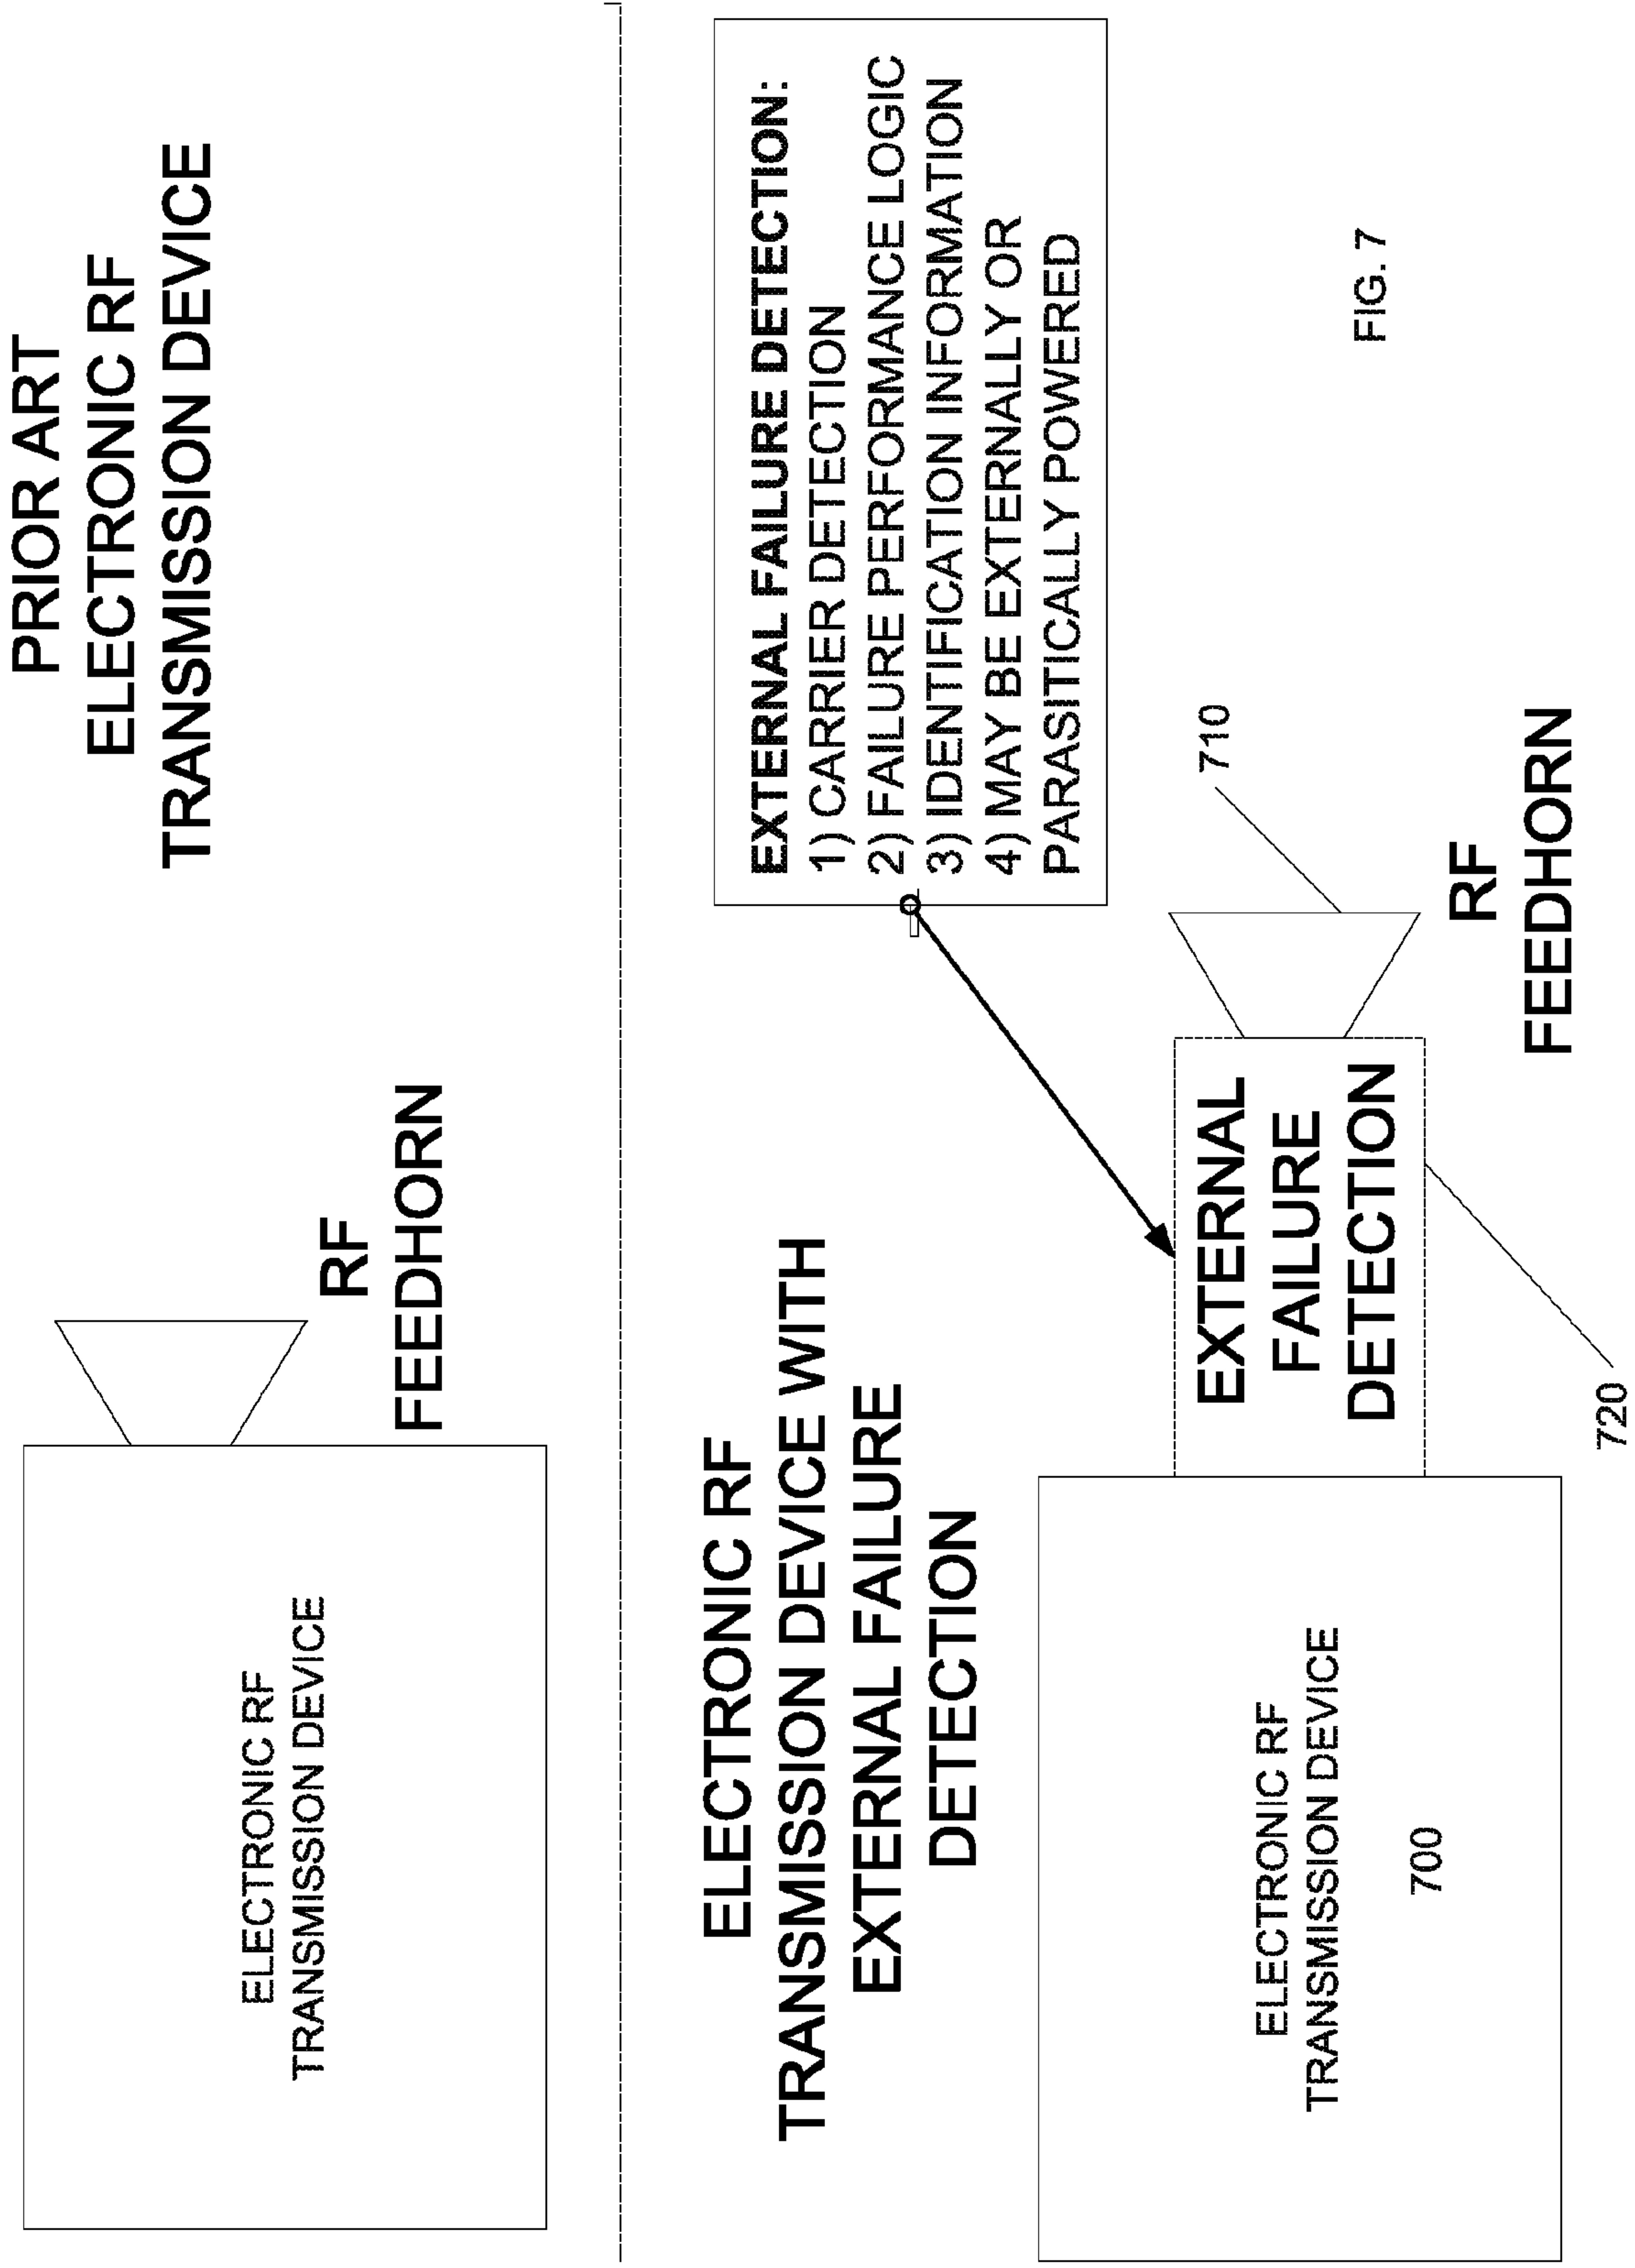 PRIOR ART
ELECTRONIC RF
TRANSMISSION DEVICE
ELECTRONIC RF
TRANSMISSION DEVICE
RF
FEEDHORN
ELECTRONIC RF
TRANSMISSION DEVICE WITH
EXTERNAL FAILURE
DETECTION
EXTERNAL FAILURE DETECTION:
1) CARRIER DETECTION
2) FAILURE PERFORMANCE LOGIC
3) IDENTIFICATION INFORMATION
4) MAY BE EXTERNALLY OR
PARASITICALLY POWERED
ELECTRONIC RF
TRANSMISSION DEVICE
700
EXTERNAL
FAILURE
DETECTION
710
RF
FEEDHORN
720
FIG. 7